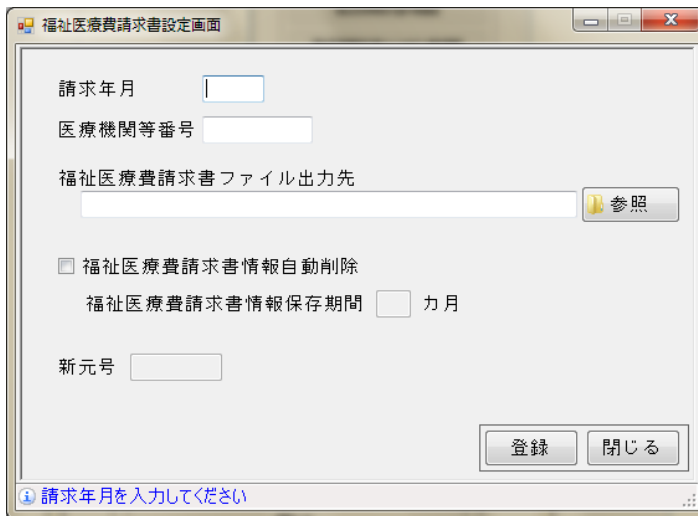 福祉医療費請求書設定画面
請求年月
医療機関等番号
福祉医療費請求書ファイル出力先
参照
福祉医療費請求書情報自動削除
福祉医療費請求書情報保存期間 カ月
新元号
登録 閉じる
請求年月を入力してください